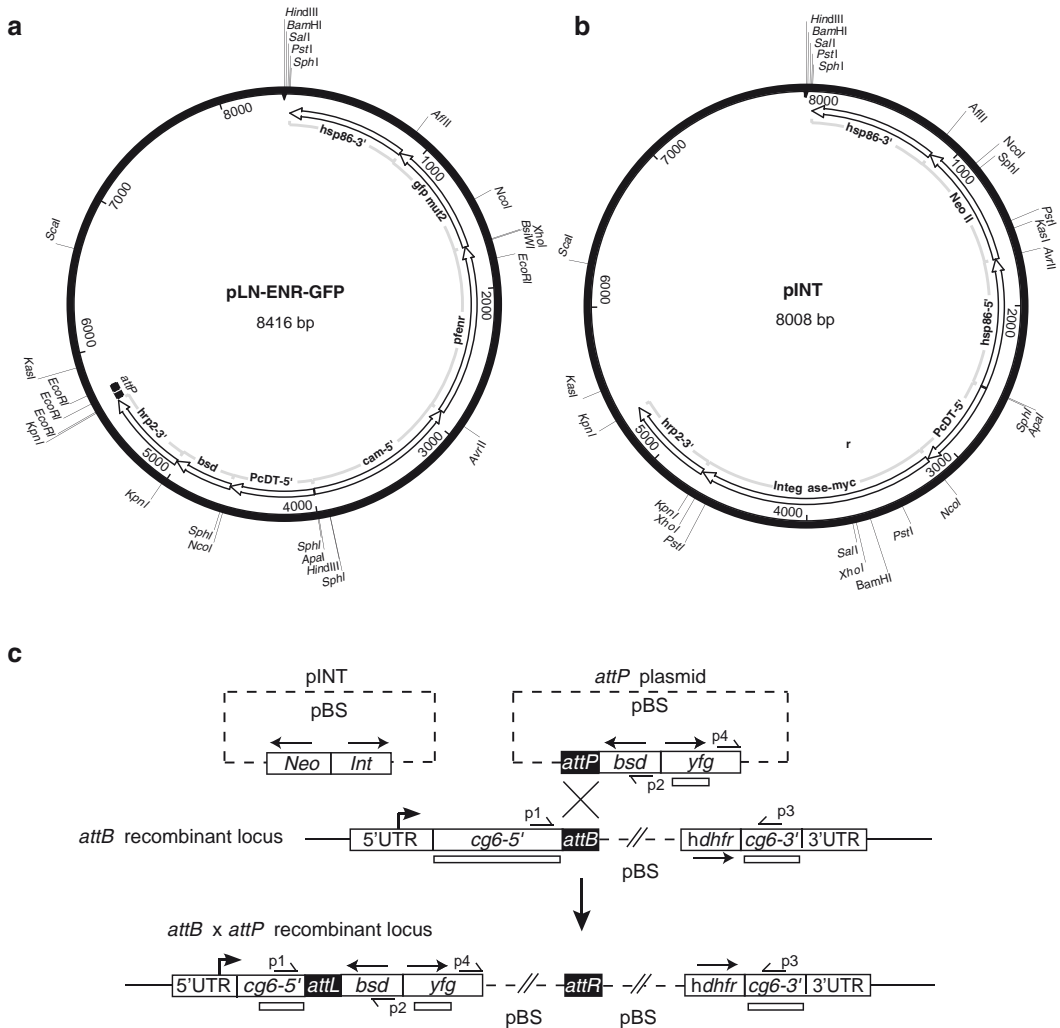 a
HindIII
BamHI
SalI
PstI
SphI
AflII
NcoI
XhoI
BsiWI
EcoRI
AvrII
SphI
ApaI
HindIII
SphI
SphI
NcoI
KpnI
KpnI
EcoRI
EcoRI
EcoRI
KasI
ScaI
1000
2000
3000
4000
5000
6000
7000
8000
hsp86-3'
gfp mut2
pfenr
cam-5'
PcDT-5'
bsd
hrp2-3'
attP
pLN-ENR-GFP
8416 bp
b
HindIII
BamHI
SalI
PstI
SphI
AflII
NcoI
SphI
PstI
KasI
AvrII
SphI
ApaI
NcoI
PstI
BamHI
XhoI
SalI
PstI
XhoI
KpnI
KpnI
KasI
ScaI
1000
2000
3000
4000
5000
6000
7000
8000
hsp86-3'
Neo II
hsp86-5'
PcDT-5'
r
Integ ase-myc
hrp2-3'
pINT
8008 bp
c
pINT
pBS
Neo Int
attP plasmid
pBS
p4
attP bsd yfg
p2
p1
p3
attB recombinant locus
5'UTR cg6-5' attB hdhfr cg6-3' 3'UTR
pBS
attB x attP recombinant locus
p1
p4
p3
5'UTR cg6-5' attL bsd yfg attR hdhfr cg6-3' 3'UTR
p2
pBS
pBS